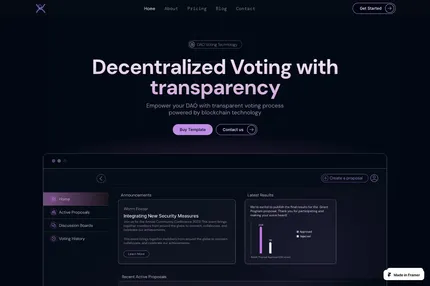 Home About Pricing Blog Contact
Get Started
DAO Voting Technology
Decentralized Voting with
transparency
Empower your DAO with transparent voting process
powered by blockchain technology
Buy Template
Contact us
Create a proposal
Home
Active Proposals
Discussion Boards
Voting History
Announcements
Integrating New Security Measures
Learn More
Latest Results
Approved
Rejected
Recent Active Proposals
Made in Framer